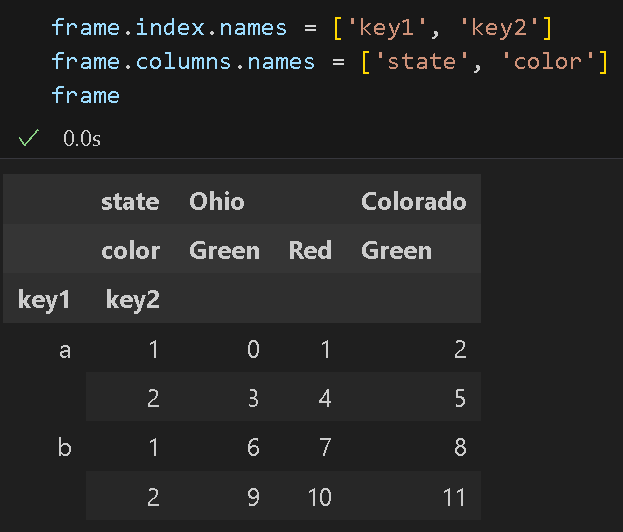 frame.index.names = ['key1', 'key2']
frame.columns.names = ['state', 'color']
frame
0.0s
state Ohio Colorado
color Green Red Green
key1 key2
a 1 0 1 2
2 3 4 5
b 1 6 7 8
2 9 10 11